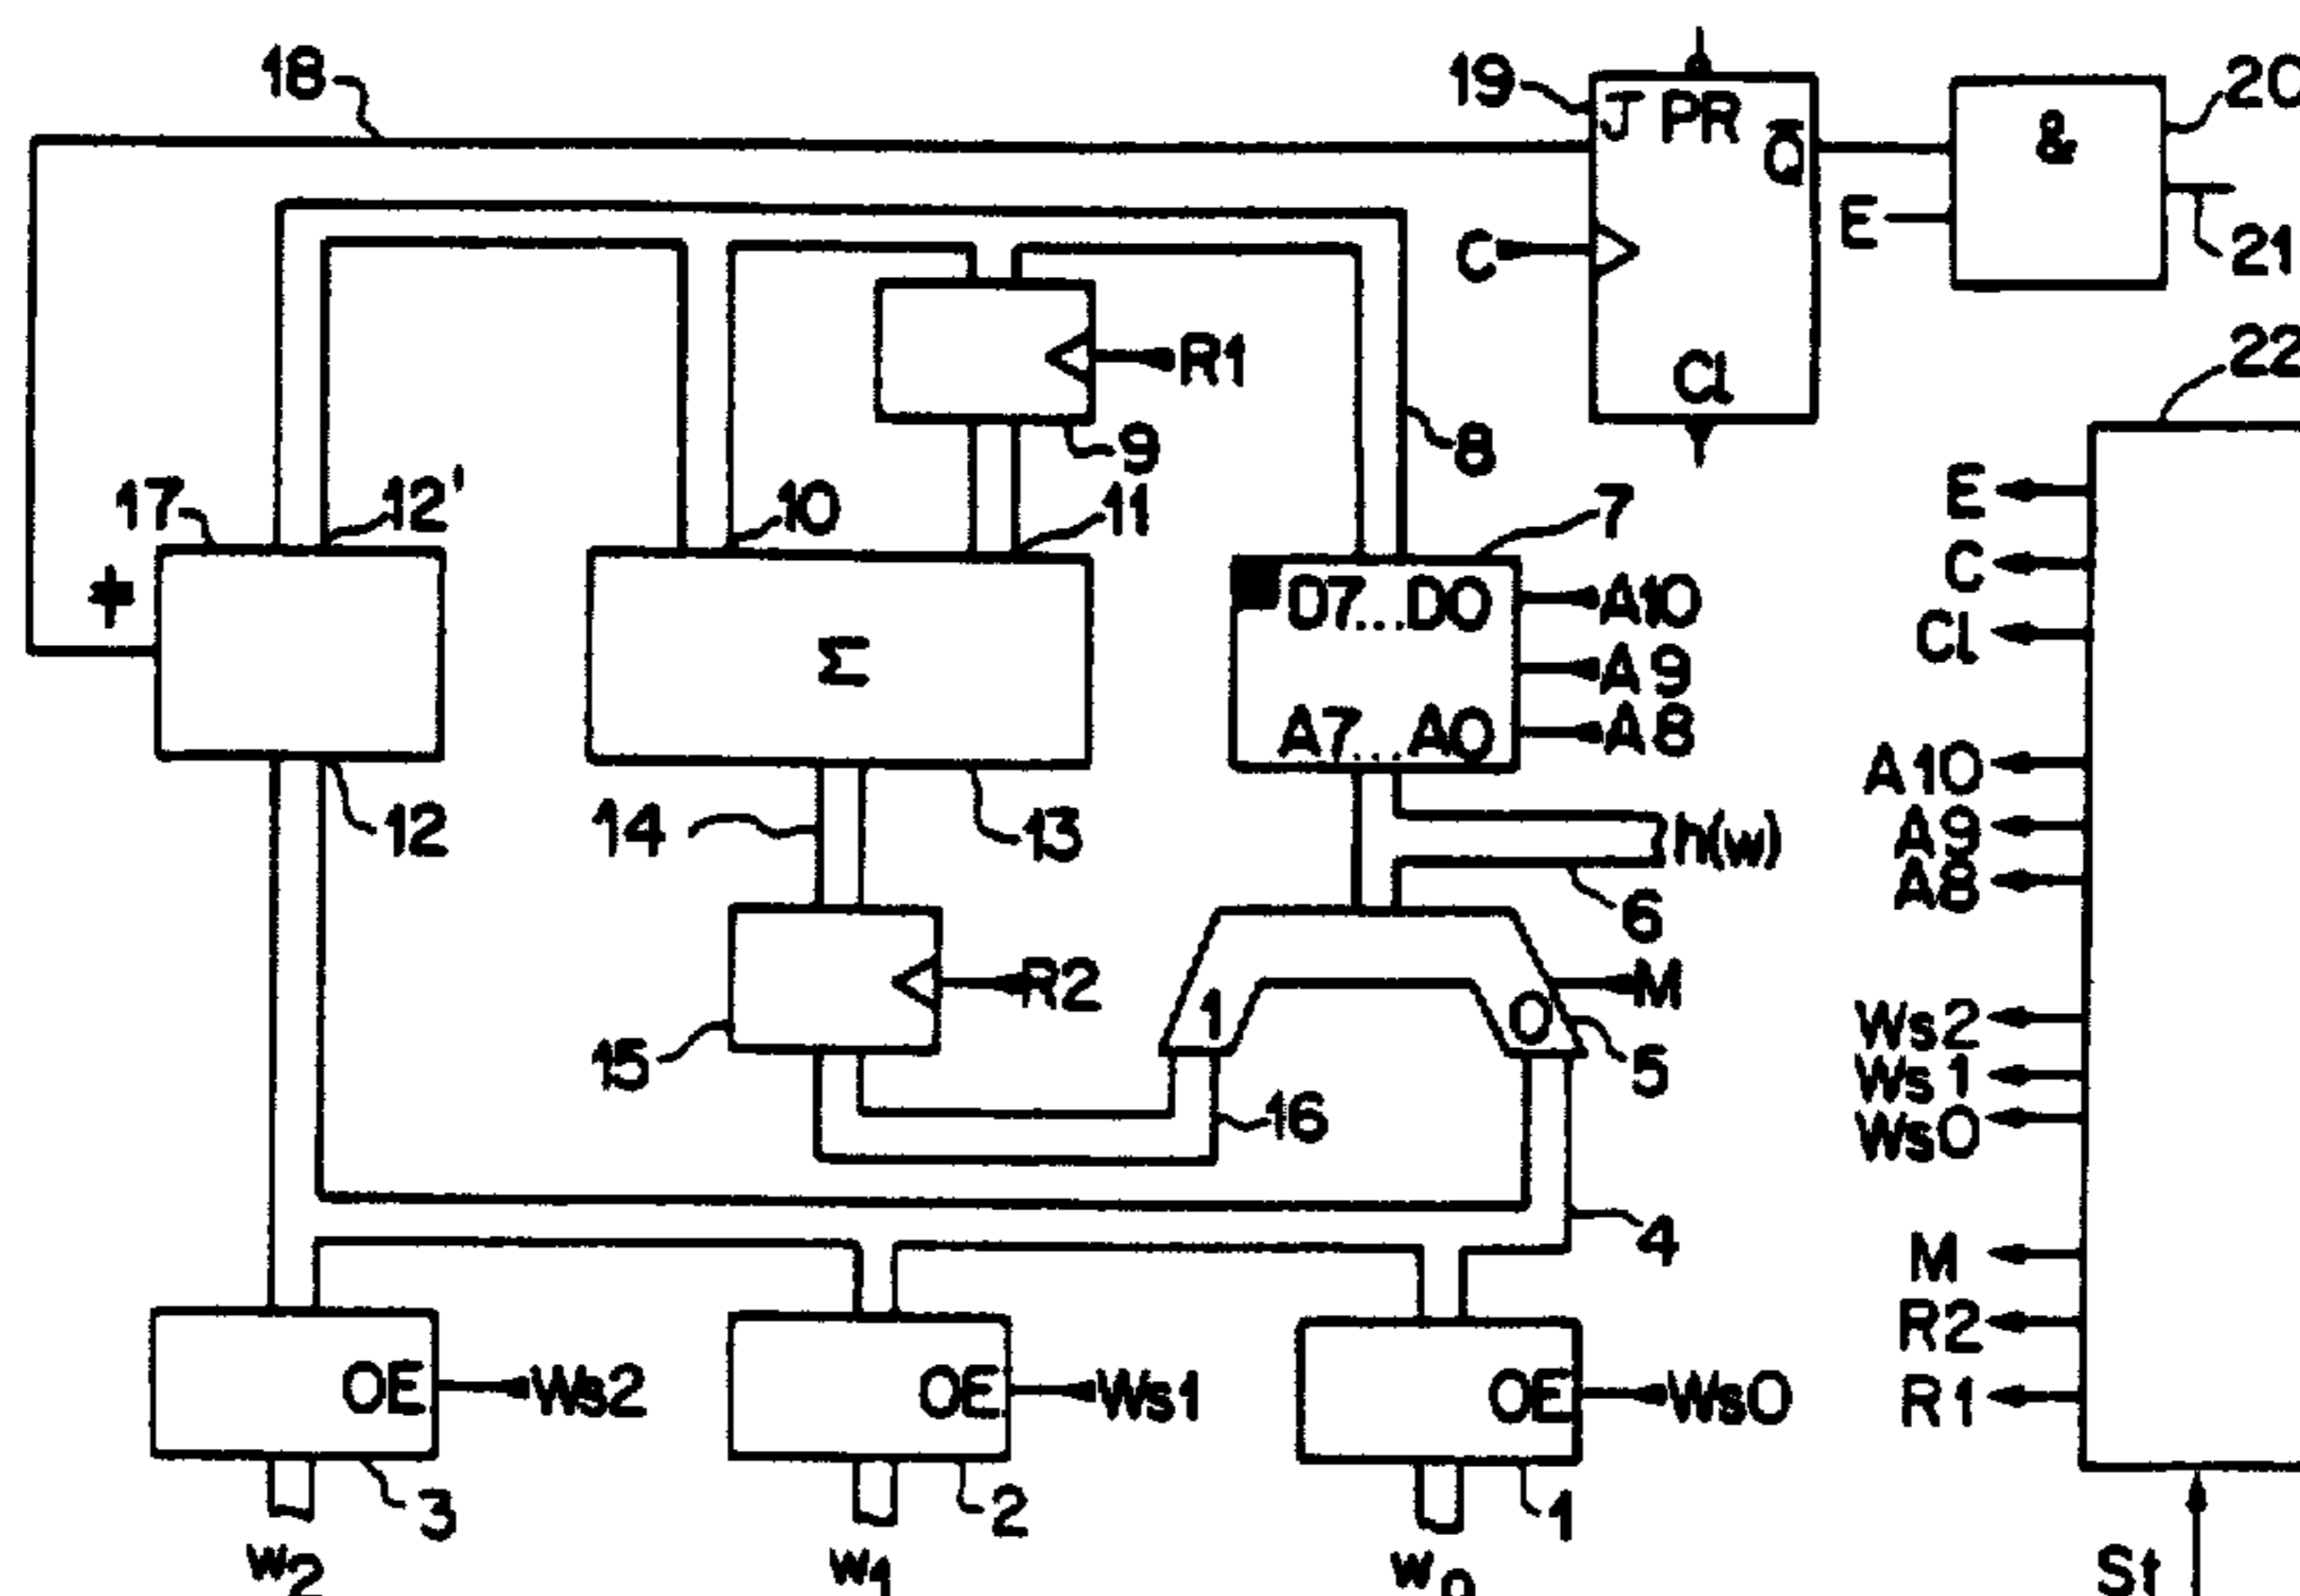 18
19
J PR
Q̅
&
20
E
21
C
R1
Cl
22
9
8
E
17
12'
10
11
7
C
≠
07...D0
A10
Cl
Σ
A9
A7...A0
A8
A10
14
13
h(w)
A9
12
A8
6
R2
M
1
0
Ws2
15
5
Ws1
16
Ws0
4
M
R2
OE
Ws2
OE
Ws1
OE
Ws0
R1
3
2
1
w2
w1
w0
St